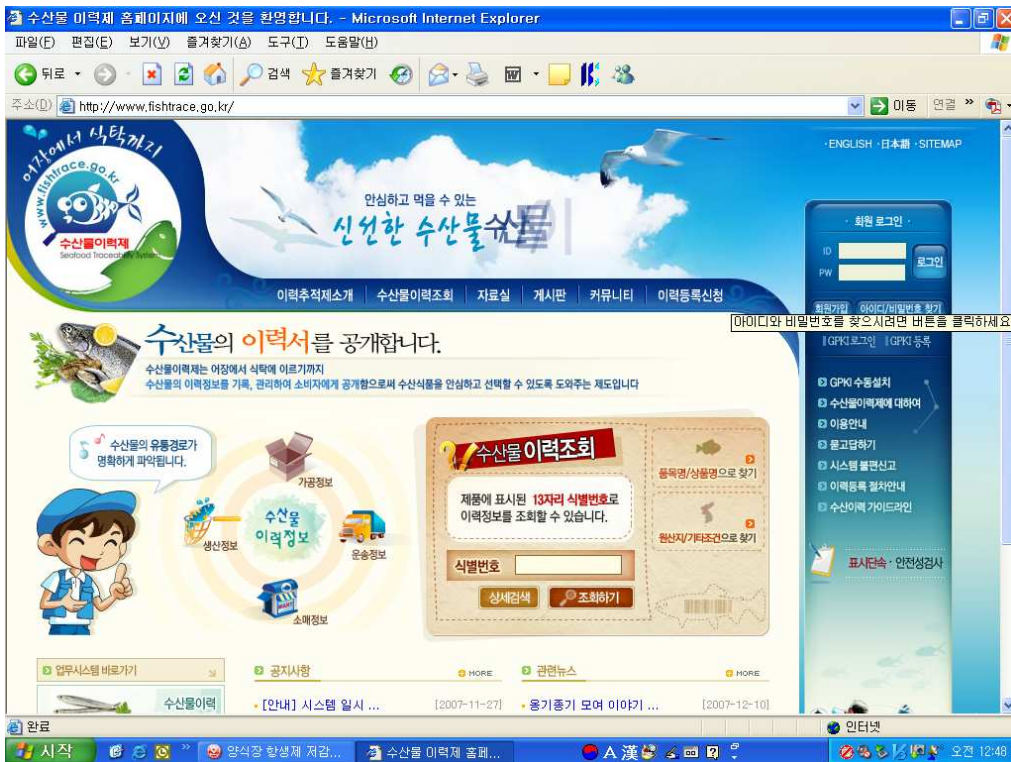 수산물 이력제 홈페이지에 오신 것을 환영합니다. - Microsoft Internet Explorer
파일(F) 편집(E) 보기(V) 즐겨찾기(A) 도구(T) 도움말(H)
뒤로 검색 즐겨찾기
주소(D) http://www.fishtrace.go.kr/ 이동 연결
어장에서 식탁까지
www.fishtrace.go.kr
수산물이력제
Seafood Traceability System
ENGLISH · 日本語 · SITEMAP
안심하고 먹을 수 있는
신선한 수산물
· 회원 로그인 ·
ID
PW
로그인
회원가입 아이디/비밀번호 찾기
아이디와 비밀번호를 찾으시려면 버튼을 클릭하세요
GPKI로그인 GPKI 등록
이력추적제소개 수산물이력조회 자료실 게시판 커뮤니티 이력등록신청
수산물의 이력서를 공개합니다.
수산물이력제는 어장에서 식탁에 이르기까지
수산물의 이력정보를 기록, 관리하여 소비자에게 공개함으로써 수산식품을 안심하고 선택할 수 있도록 도와주는 제도입니다
GPKI 수동설치
수산물이력제에 대하여
이용안내
묻고답하기
시스템 불편신고
이력등록 절차안내
수산이력 가이드라인
표시단속 · 안전성검사
수산물의 유통경로가
명확하게 파악됩니다.
가공정보
생산정보
수산물
이력정보
운송정보
소매정보
수산물 이력조회
제품에 표시된 13자리 식별번호로
이력정보를 조회할 수 있습니다.
식별번호
상세검색 조회하기
품목명/상품명으로 찾기
원산지/기타조건으로 찾기
업무시스템 바로가기
수산물이력
공지사항 MORE
[안내] 시스템 일시 ... [2007-11-27]
관련뉴스 MORE
옹기종기 모여 이야기 ... [2007-12-10]
완료 인터넷
시작 양식장 항생제 저감... 수산물 이력제 홈페... A 漢 오전 12:48